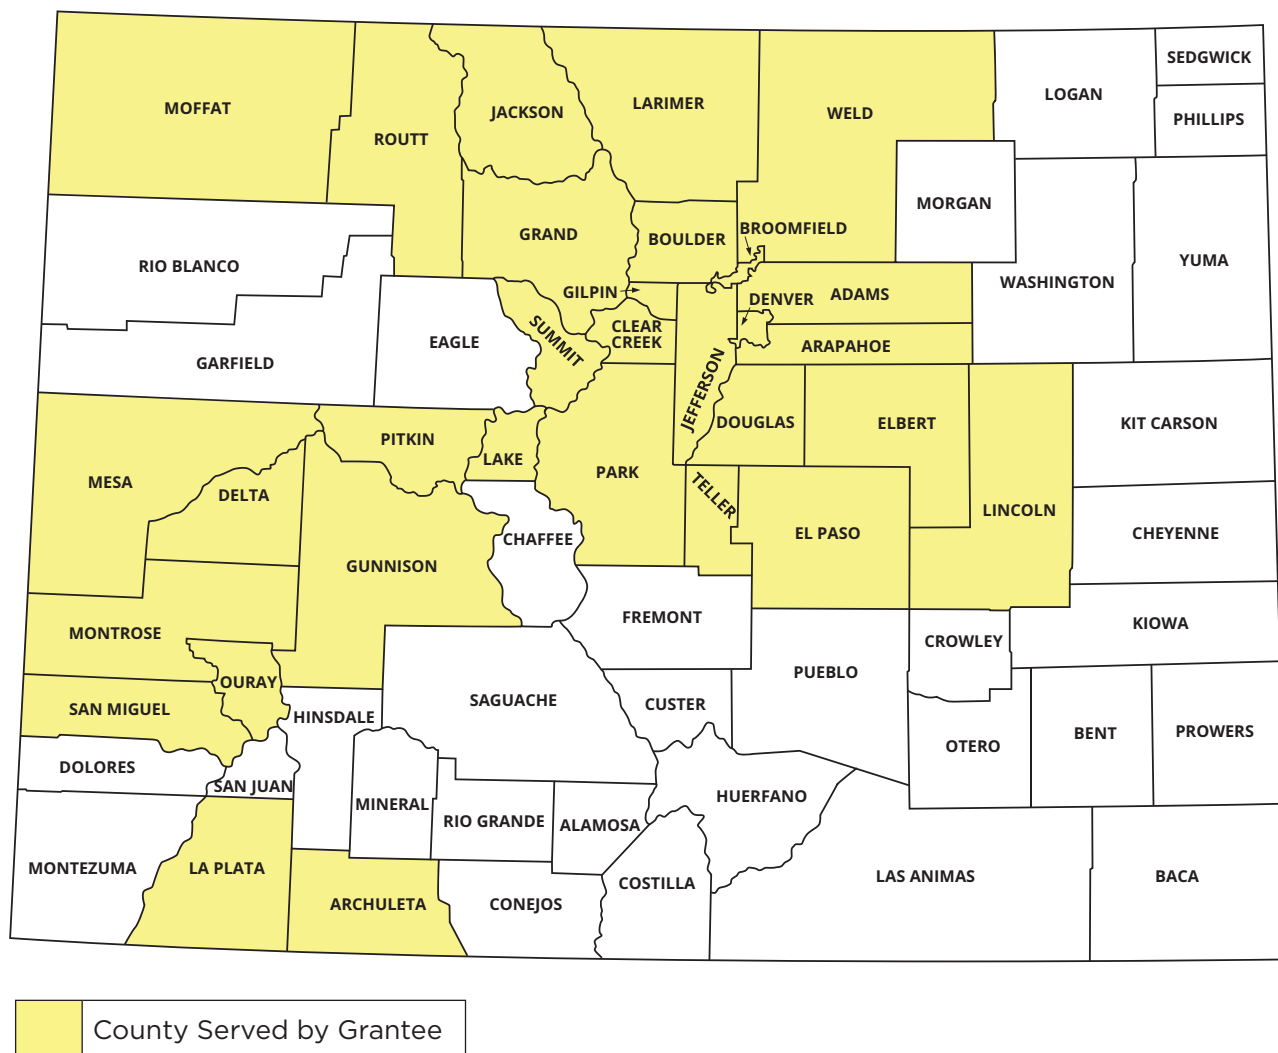 SEDGWICK
LOGAN
LARIMER
MOFFAT
JACKSON
WELD
PHILLIPS
ROUTT
MORGAN
BROOMFIELD
GRAND
BOULDER
YUMA
RIO BLANCO
WASHINGTON
GILPIN
ADAMS
DENVER
CLEAR
CREEK
SUMMIT
EAGLE
ARAPAHOE
GARFIELD
JEFFERSON
DOUGLAS
ELBERT
KIT CARSON
PITKIN
LAKE
PARK
MESA
DELTA
TELLER
LINCOLN
CHAFFEE
EL PASO
CHEYENNE
GUNNISON
FREMONT
KIOWA
MONTROSE
CROWLEY
PUEBLO
OURAY
SAGUACHE
CUSTER
SAN MIGUEL
HINSDALE
BENT
PROWERS
OTERO
DOLORES
SAN JUAN
HUERFANO
MINERAL
RIO GRANDE
ALAMOSA
MONTEZUMA
LA PLATA
COSTILLA
LAS ANIMAS
BACA
ARCHULETA
CONEJOS
County Served by Grantee